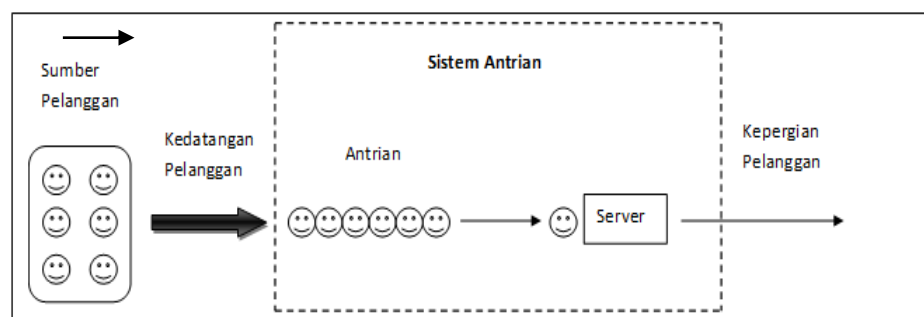 Sumber
Pelanggan
Kedatangan
Pelanggan
Sistem Antrian
Antrian
Server
Kepergian
Pelanggan